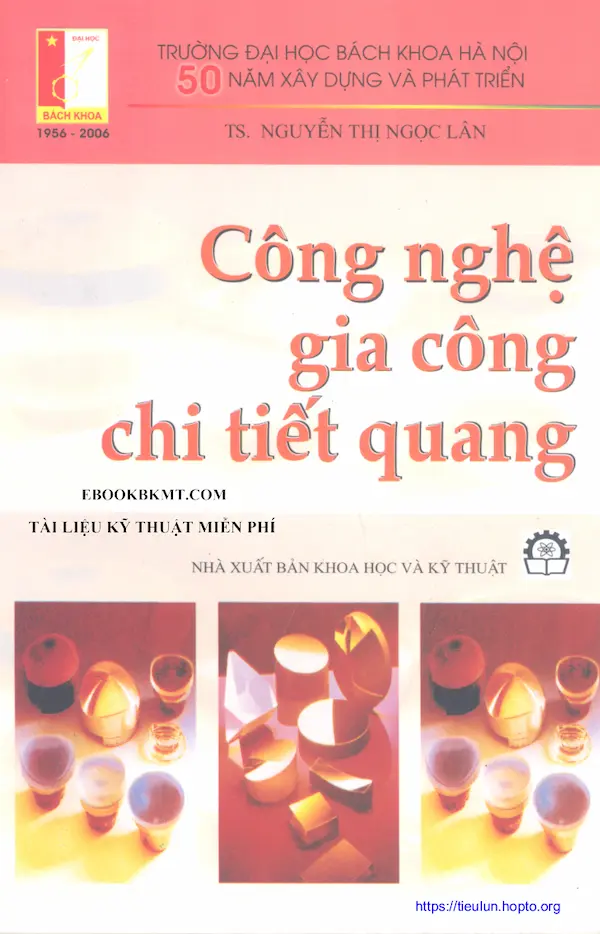 ĐẠI HỌC
BÁCH KHOA
1956 - 2006
TRƯỜNG ĐẠI HỌC BÁCH KHOA HÀ NỘI
50 NĂM XÂY DỰNG VÀ PHÁT TRIỂN
TS. NGUYỄN THỊ NGỌC LÂN
Công nghệ
gia công
chi tiết quang
EBOOKBKMT.COM
TÀI LIỆU KỸ THUẬT MIỄN PHÍ
NHÀ XUẤT BẢN KHOA HỌC VÀ KỸ THUẬT
https://tieulun.hopto.org